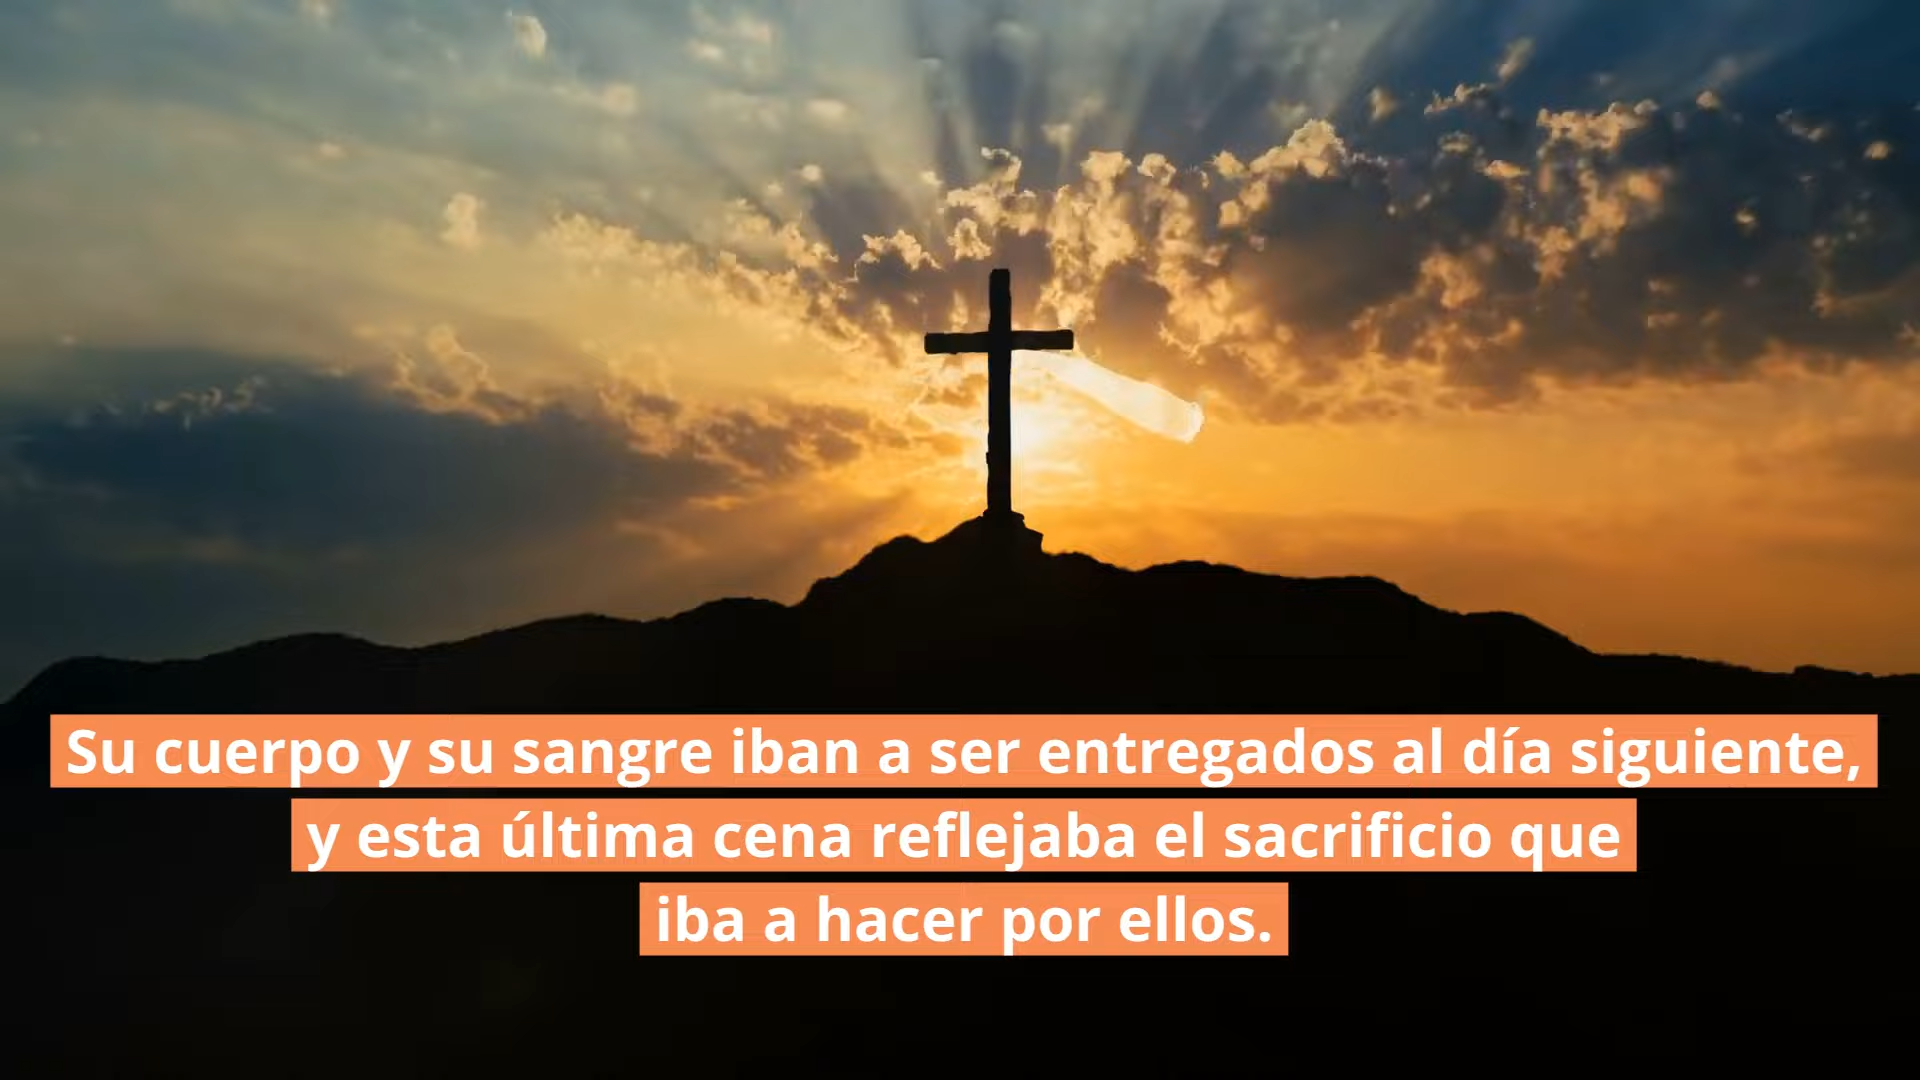 Su cuerpo y su sangre iban a ser entregados al día siguiente,
y esta última cena reflejaba el sacrificio que
iba a hacer por ellos.